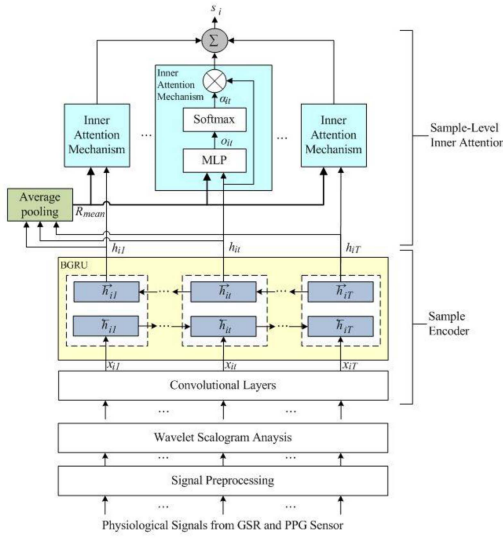 s i
Σ
Inner
Attention
Mechanism
α it
Softmax
o it
MLP
Inner
Attention
Mechanism
...
...
Inner
Attention
Mechanism
Sample-Level
Inner Attention
Average
pooling
R mean
h i1
h it
h iT
BGRU
h i1
...
h it
...
h iT
h i1
...
h it
...
h iT
Sample
Encoder
x i1
x it
x iT
Convolutional Layers
...
...
Wavelet Scalogram Anaysis
...
...
Signal Preprocessing
...
...
Physiological Signals from GSR and PPG Sensor